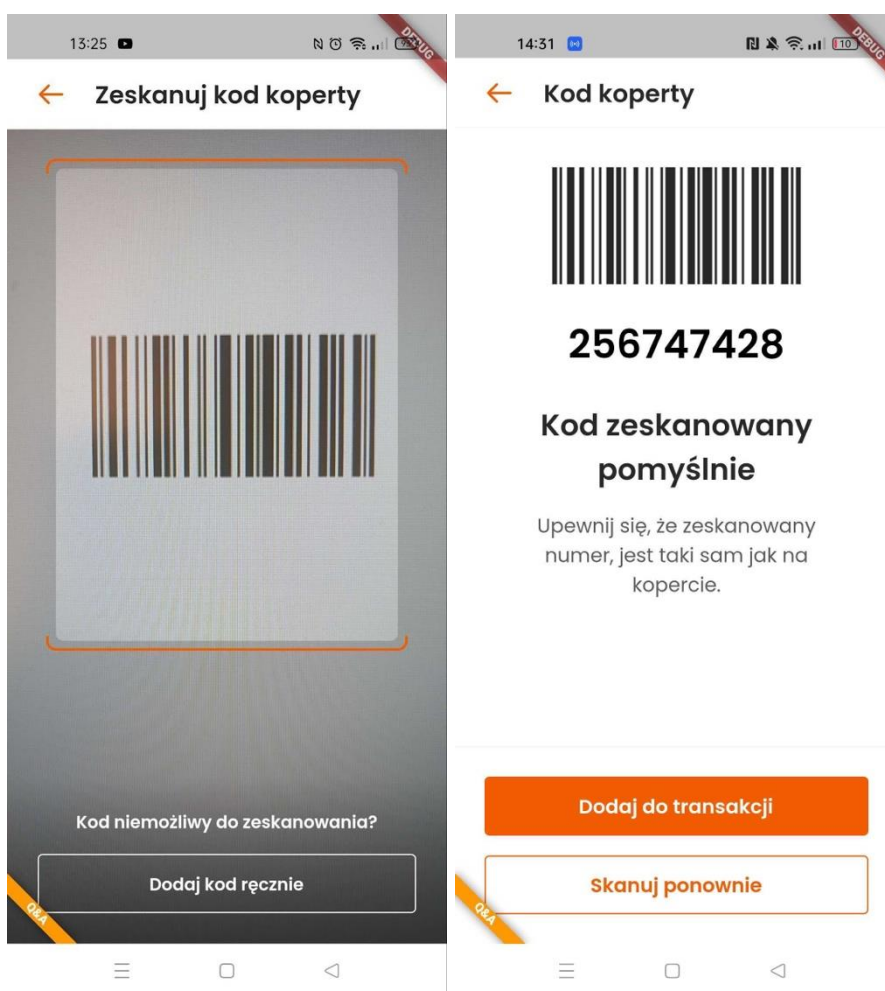 13:25
DEBUG
Zeskanuj kod koperty
Kod niemożliwy do zeskanowania?
Dodaj kod ręcznie
Q&A
14:31
10
DEBUG
Kod koperty
256747428
Kod zeskanowany
pomyślnie
Upewnij się, że zeskanowany
numer, jest taki sam jak na
kopercie.
Dodaj do transakcji
Skanuj ponownie
Q&A